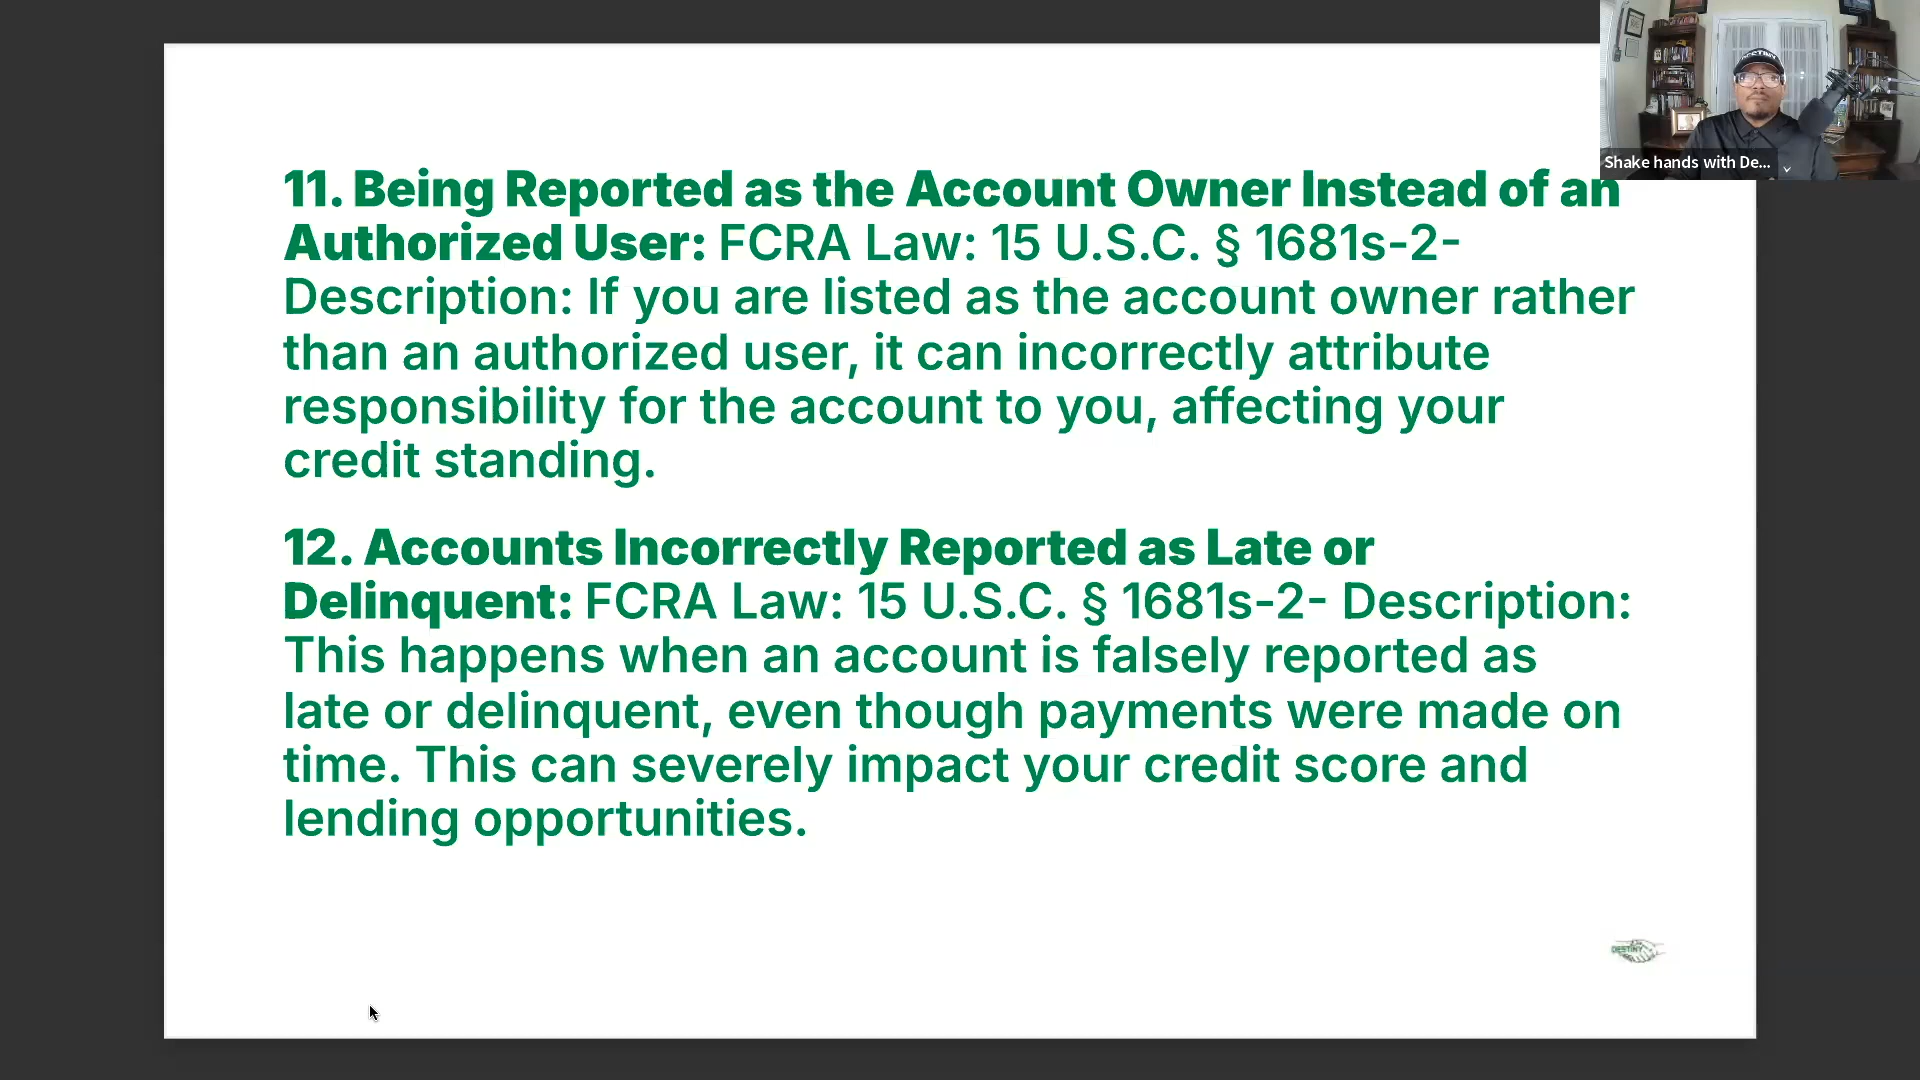 11. Being Reported as the Account Owner Instead of an
Authorized User: FCRA Law: 15 U.S.C. § 1681s-2-
Description: If you are listed as the account owner rather
than an authorized user, it can incorrectly attribute
responsibility for the account to you, affecting your
credit standing.
12. Accounts Incorrectly Reported as Late or
Delinquent: FCRA Law: 15 U.S.C. § 1681s-2- Description:
This happens when an account is falsely reported as
late or delinquent, even though payments were made on
time. This can severely impact your credit score and
lending opportunities.
Shake hands with De...
DESTINY
DESTINY